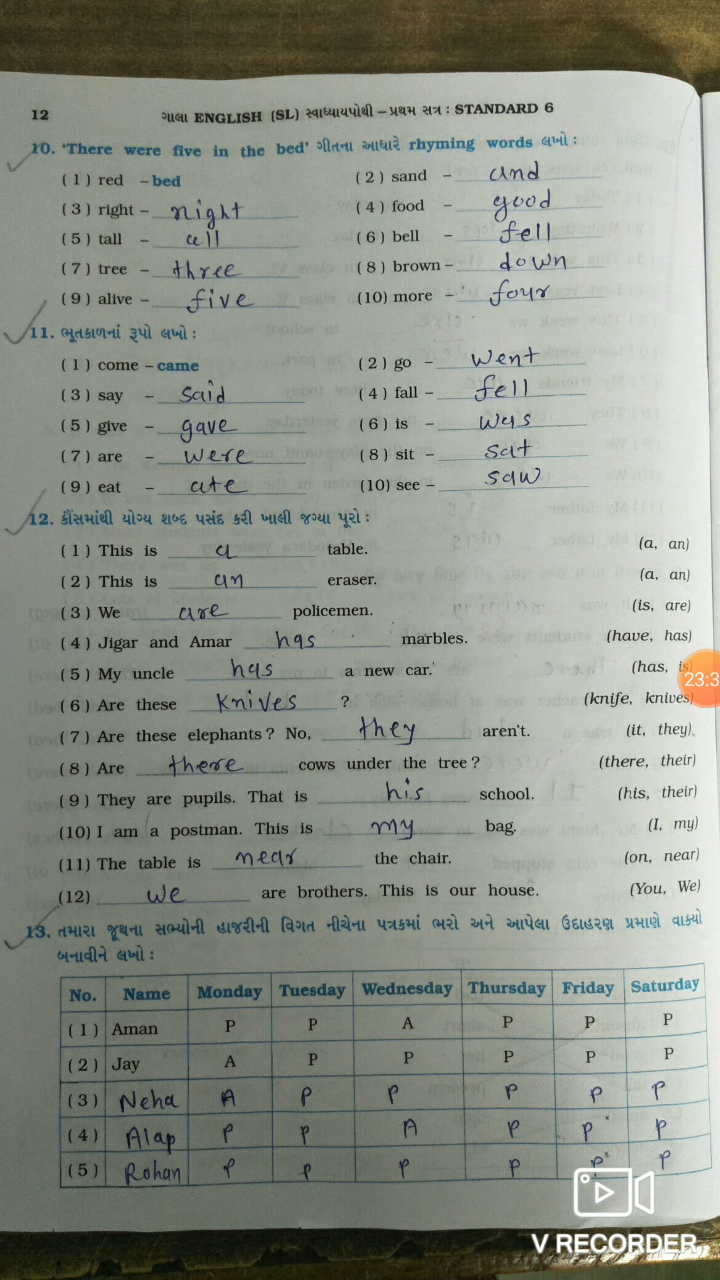 12 ગાલા ENGLISH (SL) સ્વાધ્યાયપોથી – પ્રથમ સત્ર : STANDARD 6
10. 'There were five in the bed' ગીતના આધારે rhyming words લખો :
(1) red – bed (2) sand – and
(3) right – night (4) food – good
(5) tall – all (6) bell – fell
(7) tree – three (8) brown – down
(9) alive – five (10) more – four
11. ભૂતકાળનાં રૂપો લખો :
(1) come – came (2) go – went
(3) say – said (4) fall – fell
(5) give – gave (6) is – was
(7) are – were (8) sit – sat
(9) eat – ate (10) see – saw
12. કૌંસમાંથી યોગ્ય શબ્દ પસંદ કરી ખાલી જગ્યા પૂરો :
(1) This is a table. (a, an)
(2) This is an eraser. (a, an)
(3) We are policemen. (is, are)
(4) Jigar and Amar has marbles. (have, has)
(5) My uncle has a new car. (has, is)
23:3
(6) Are these knives ? (knife, knives)
(7) Are these elephants? No, they aren't. (it, they)
(8) Are there cows under the tree? (there, their)
(9) They are pupils. That is his school. (his, their)
(10) I am a postman. This is my bag. (I, my)
(11) The table is near the chair. (on, near)
(12) we are brothers. This is our house. (You, We)
13. તમારા જૂથના સભ્યોની હાજરીની વિગત નીચેના પત્રકમાં ભરો અને આપેલા ઉદાહરણ પ્રમાણે વાક્યો
બનાવીને લખો :
No. Name Monday Tuesday Wednesday Thursday Friday Saturday
(1) Aman P P A P P P
(2) Jay A P P P P P
(3) Neha A P P P P P
(4) Alap P P A P P P
(5) Rohan P P P P P P
V RECORDER